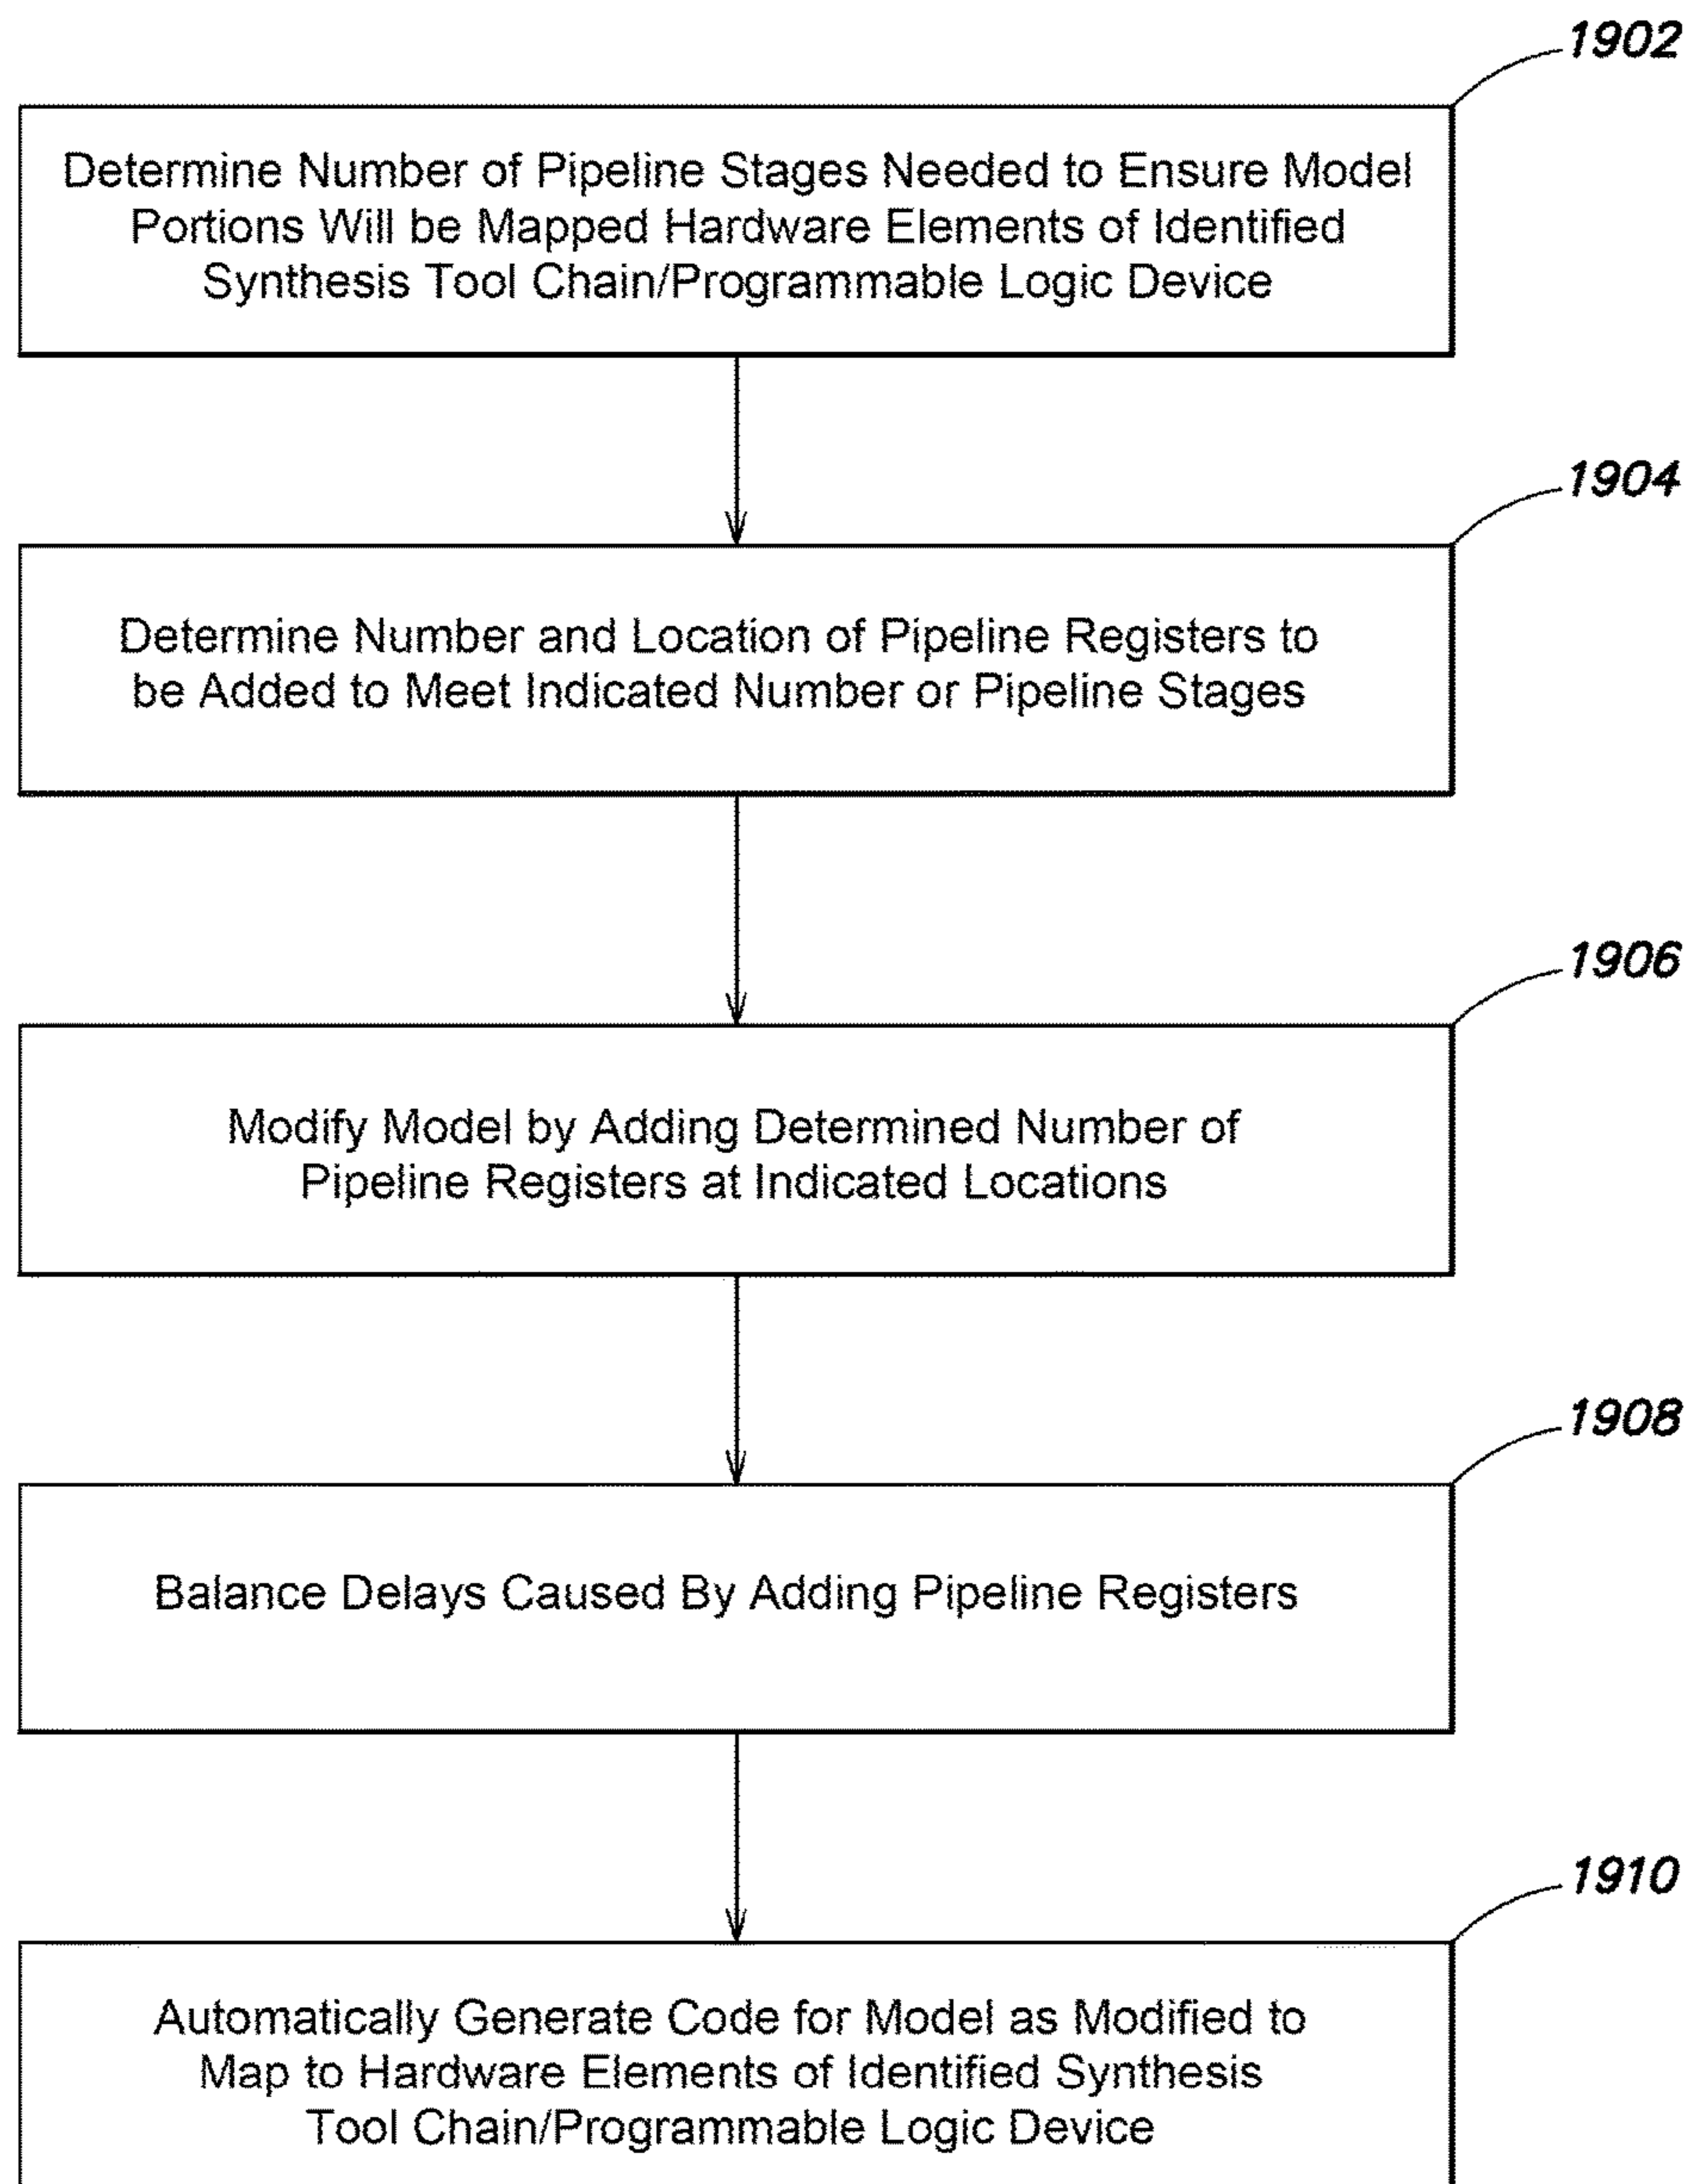 1902
Determine Number of Pipeline Stages Needed to Ensure Model
Portions Will be Mapped Hardware Elements of Identified
Synthesis Tool Chain/Programmable Logic Device
1904
Determine Number and Location of Pipeline Registers to
be Added to Meet Indicated Number or Pipeline Stages
1906
Modify Model by Adding Determined Number of
Pipeline Registers at Indicated Locations
1908
Balance Delays Caused By Adding Pipeline Registers
1910
Automatically Generate Code for Model as Modified to
Map to Hardware Elements of Identified Synthesis
Tool Chain/Programmable Logic Device